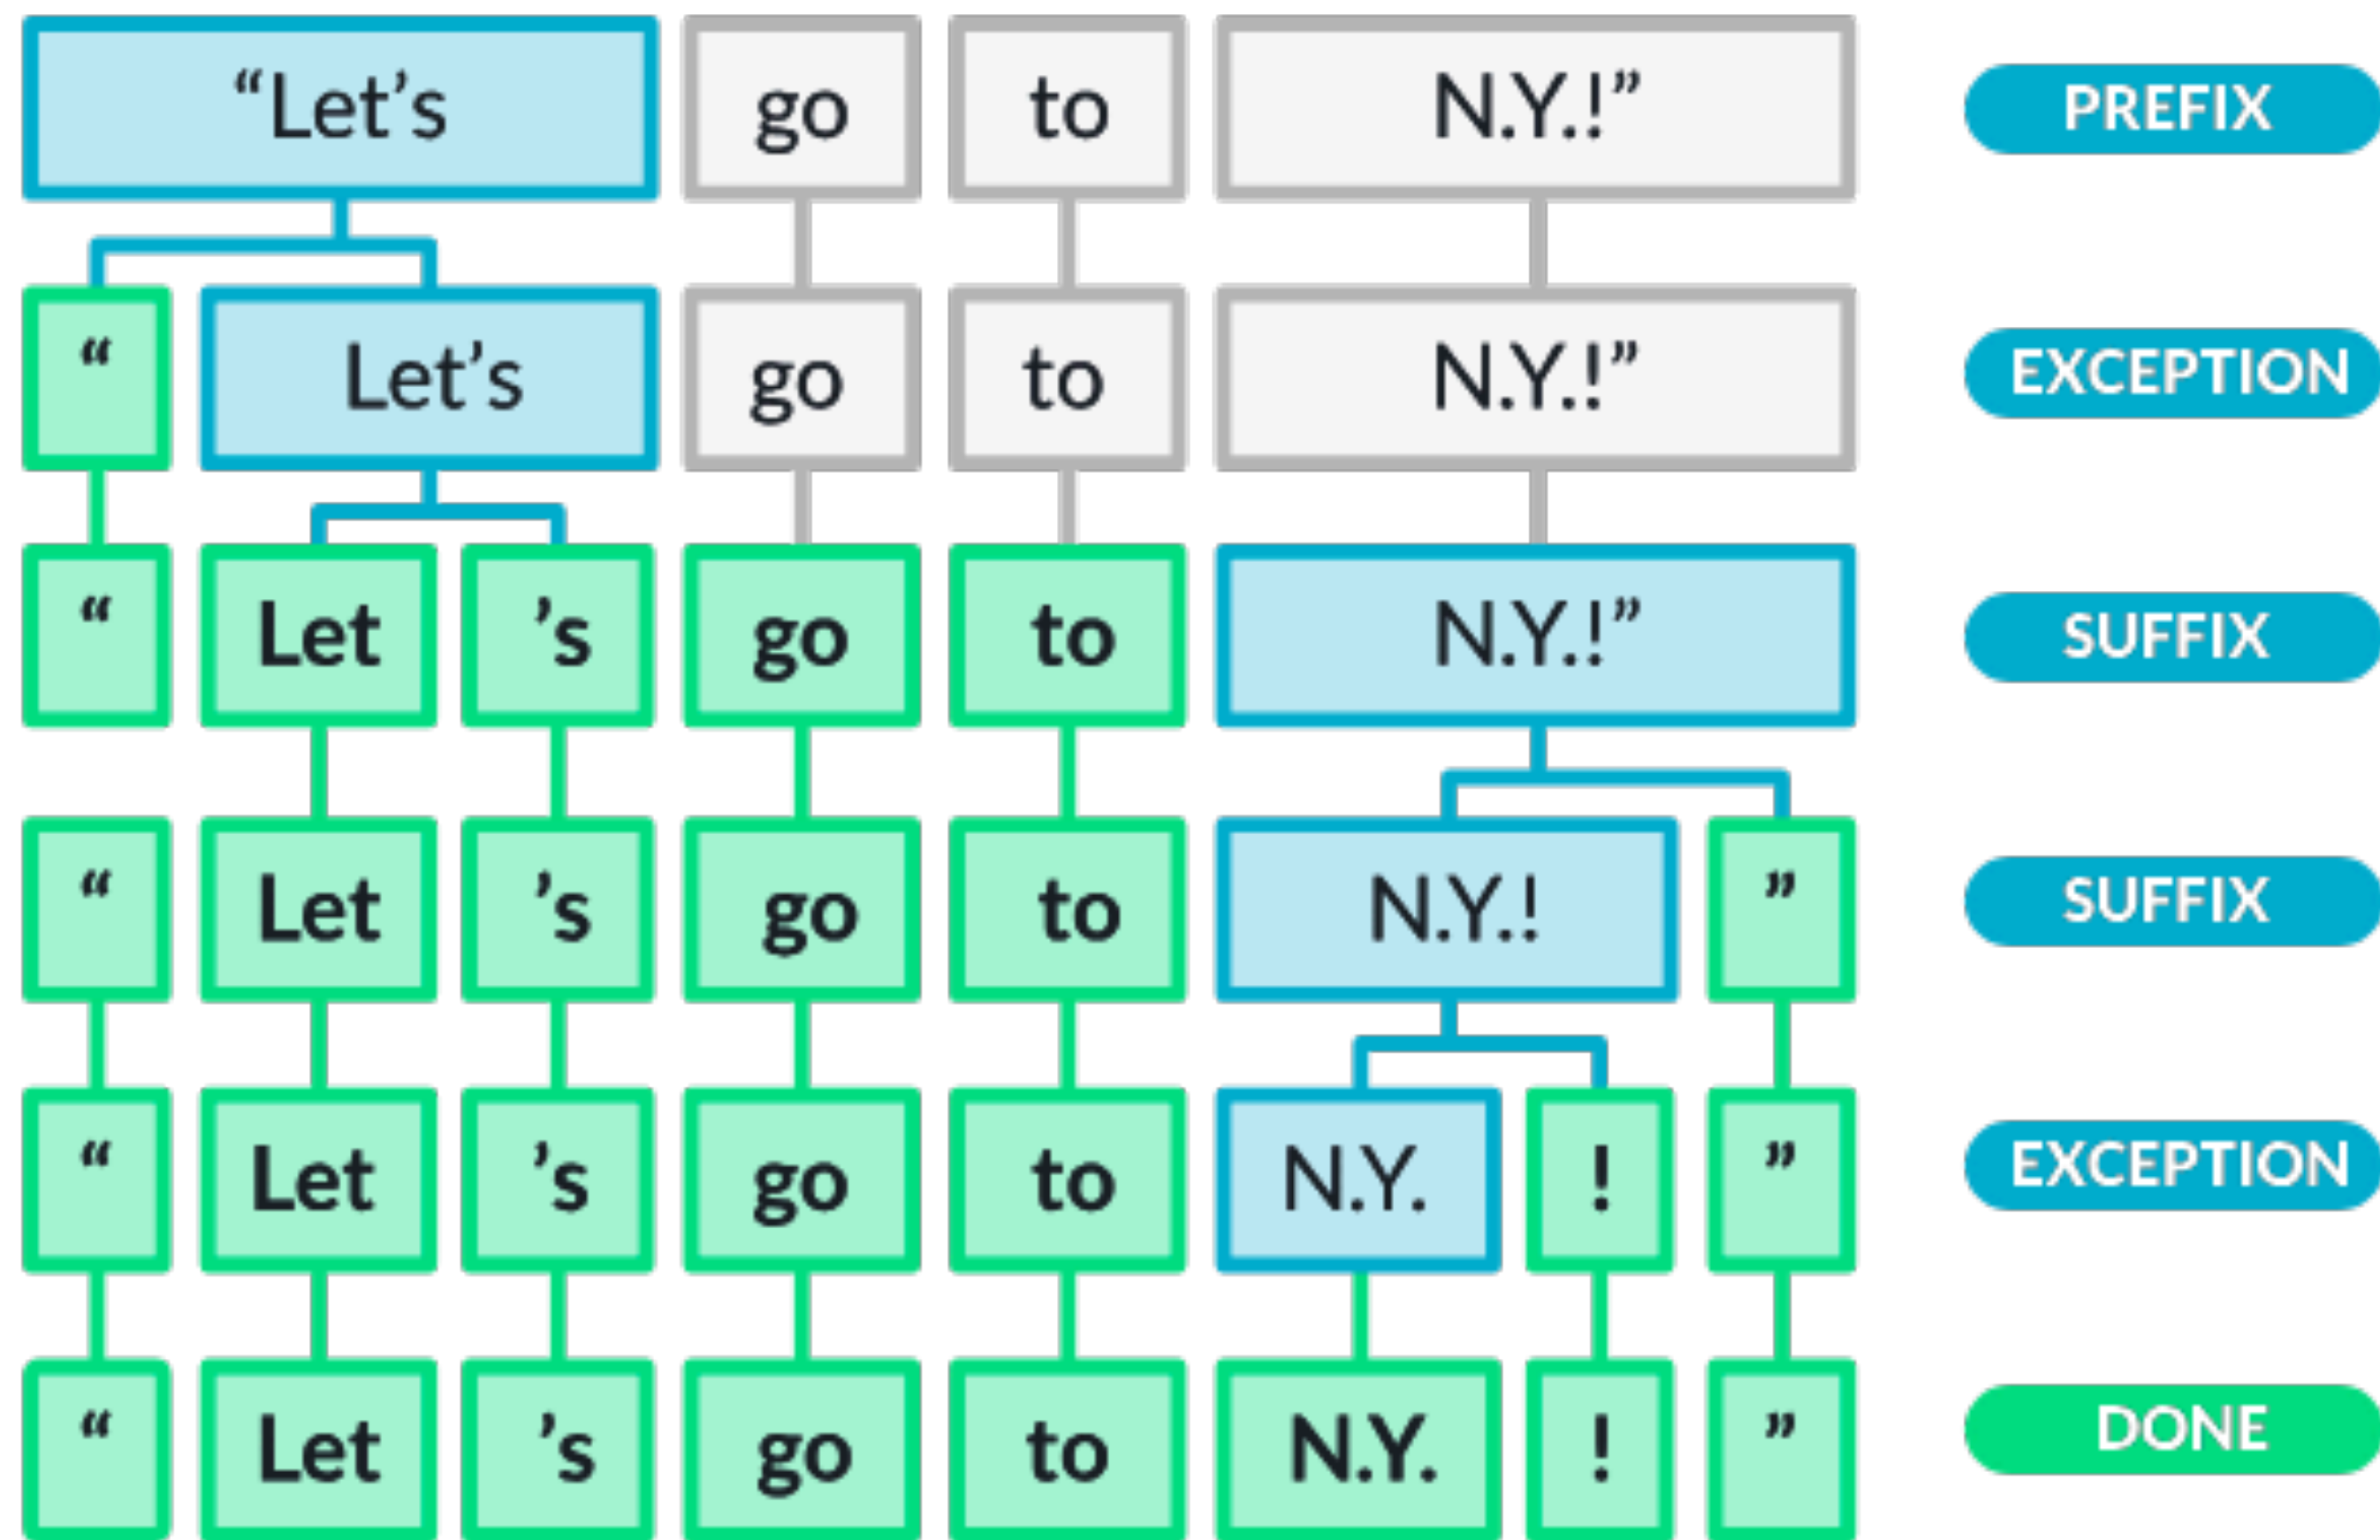 “Let’s go to N.Y.!” PREFIX
“ Let’s go to N.Y.!” EXCEPTION
“ Let ’s go to N.Y.!” SUFFIX
“ Let ’s go to N.Y.! ” SUFFIX
“ Let ’s go to N.Y. ! ” EXCEPTION
“ Let ’s go to N.Y. ! ” DONE